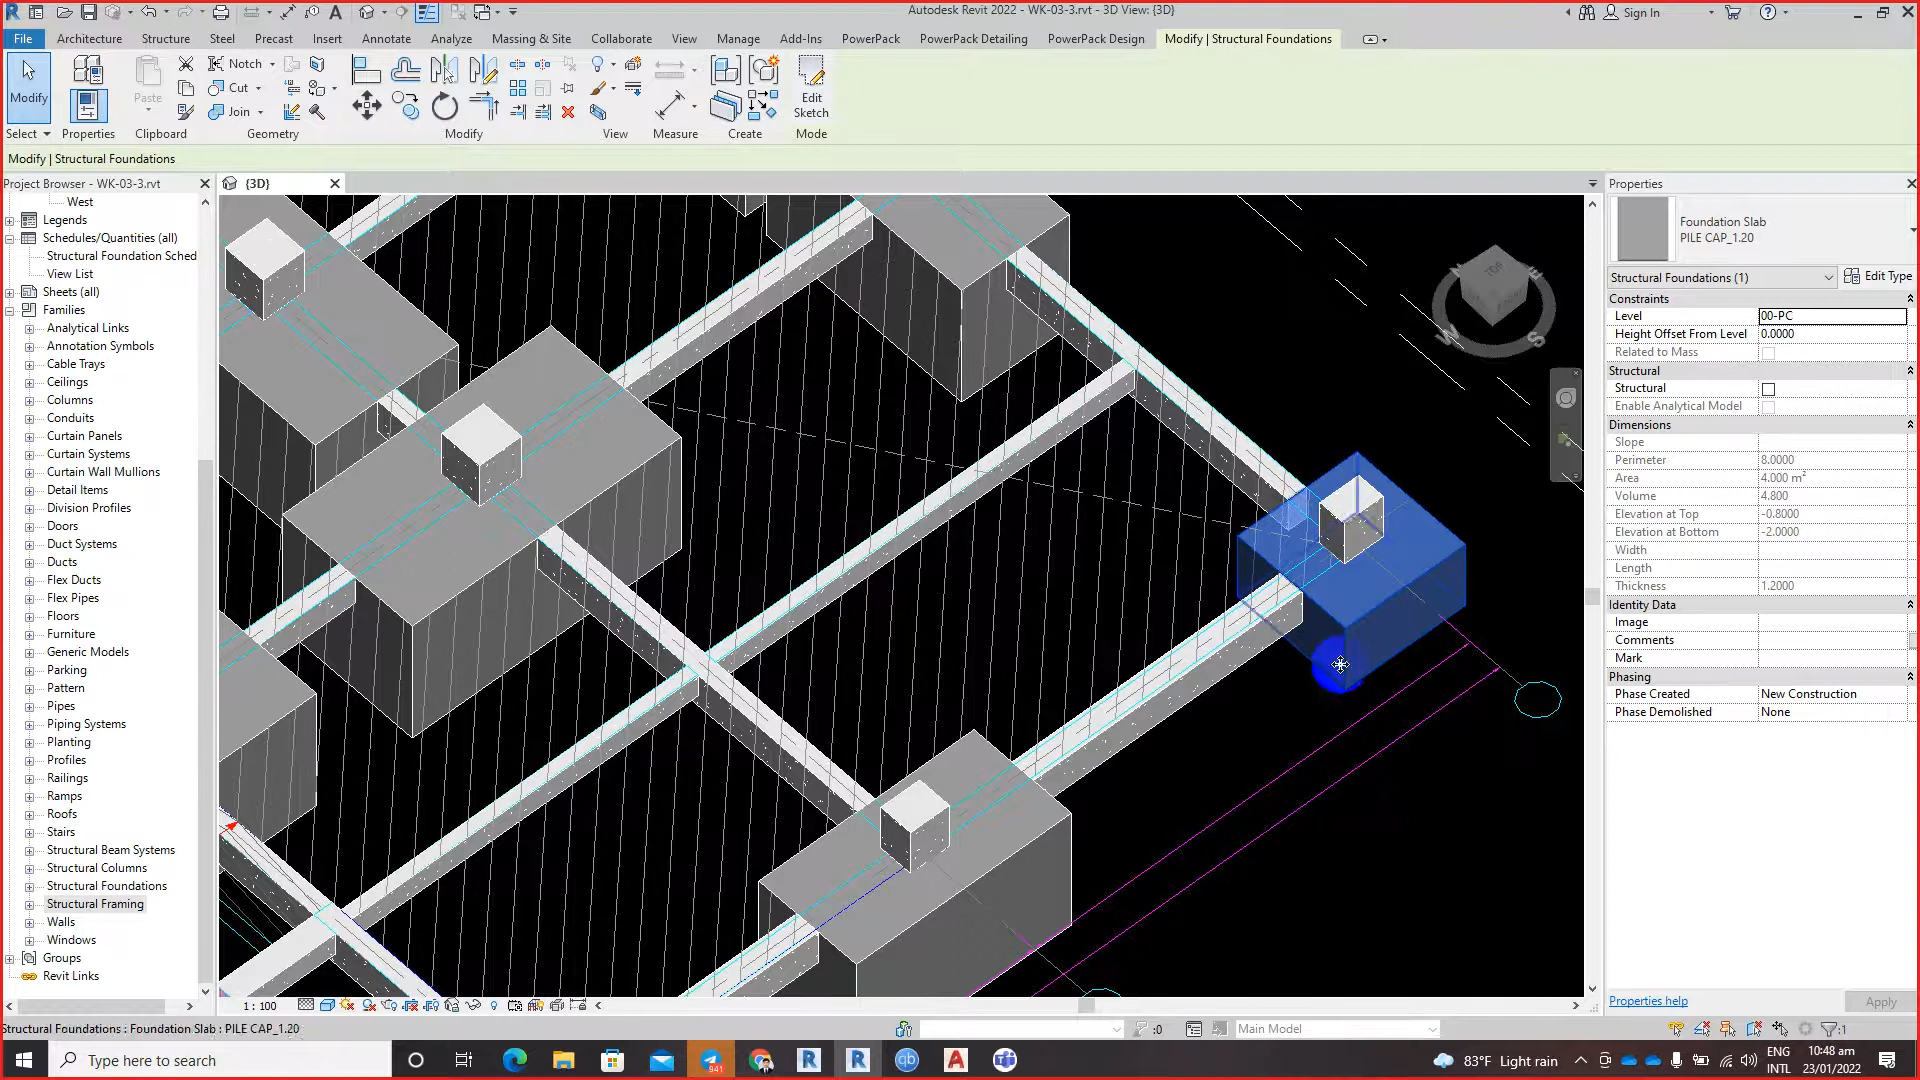 Autodesk Revit 2022 - WK-03-3.rvt - 3D View: {3D}
Sign In
File
Architecture
Structure
Steel
Precast
Insert
Annotate
Analyze
Massing & Site
Collaborate
View
Manage
Add-Ins
PowerPack
PowerPack Detailing
PowerPack Design
Modify | Structural Foundations
Modify
Paste
Notch
Cut
Join
Edit
Sketch
Select
Properties
Clipboard
Geometry
Modify
View
Measure
Create
Mode
Modify | Structural Foundations
Project Browser - WK-03-3.rvt
West
Legends
Schedules/Quantities (all)
Structural Foundation Sched
View List
Sheets (all)
Families
Analytical Links
Annotation Symbols
Cable Trays
Ceilings
Columns
Conduits
Curtain Panels
Curtain Systems
Curtain Wall Mullions
Detail Items
Division Profiles
Doors
Duct Systems
Ducts
Flex Ducts
Flex Pipes
Floors
Furniture
Generic Models
Parking
Pattern
Pipes
Piping Systems
Planting
Profiles
Railings
Ramps
Roofs
Stairs
Structural Beam Systems
Structural Columns
Structural Foundations
Structural Framing
Walls
Windows
Groups
Revit Links
{3D}
TOP
W
S
E
1 : 100
Properties
Foundation Slab
PILE CAP_1.20
Structural Foundations (1)
Edit Type
Constraints
Level 00-PC
Height Offset From Level 0.0000
Related to Mass
Structural
Structural
Enable Analytical Model
Dimensions
Slope
Perimeter 8.0000
Area 4.000 m²
Volume 4.800
Elevation at Top -0.8000
Elevation at Bottom -2.0000
Width
Length
Thickness 1.2000
Identity Data
Image
Comments
Mark
Phasing
Phase Created New Construction
Phase Demolished None
Properties help
Apply
Structural Foundations : Foundation Slab : PILE CAP_1.20
:0
Main Model
:1
Type here to search
941
83°F Light rain
ENG
INTL
10:48 am
23/01/2022